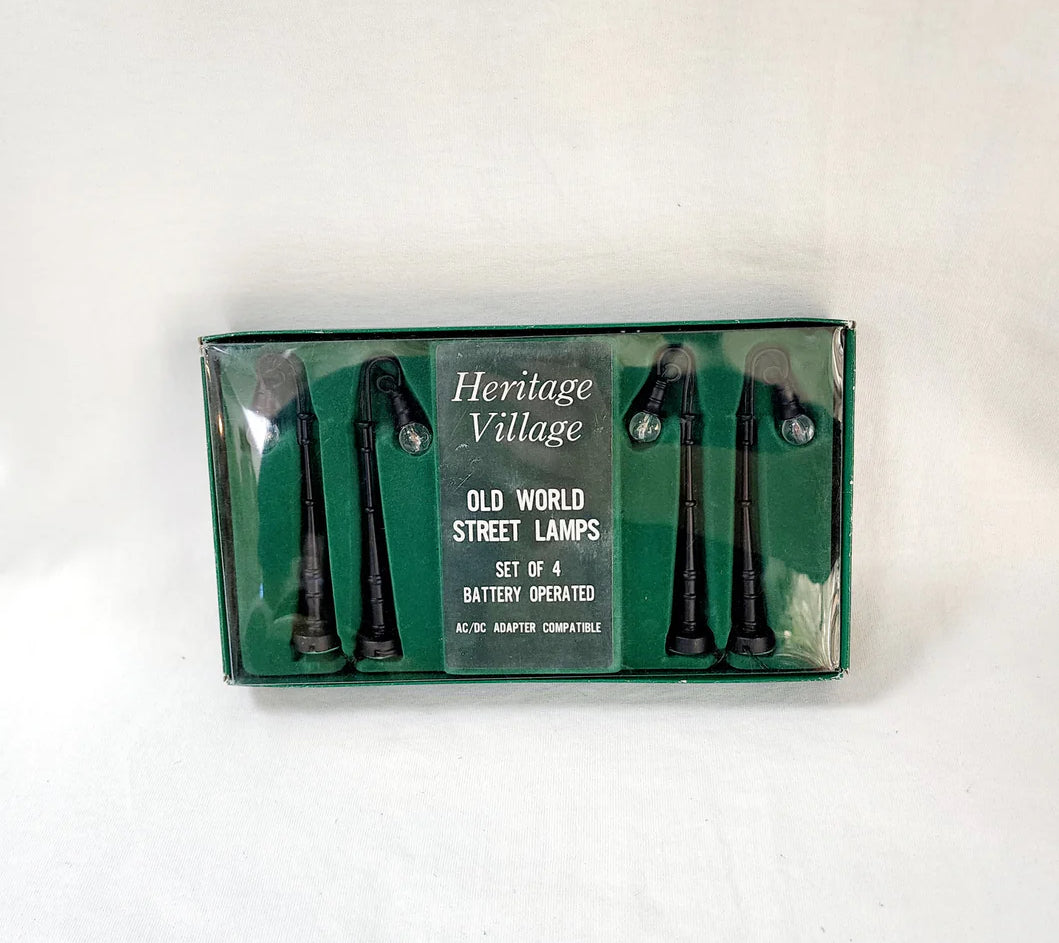 Heritage
Village
OLD WORLD
STREET LAMPS
SET OF 4
BATTERY OPERATED
AC/DC ADAPTER COMPATIBLE